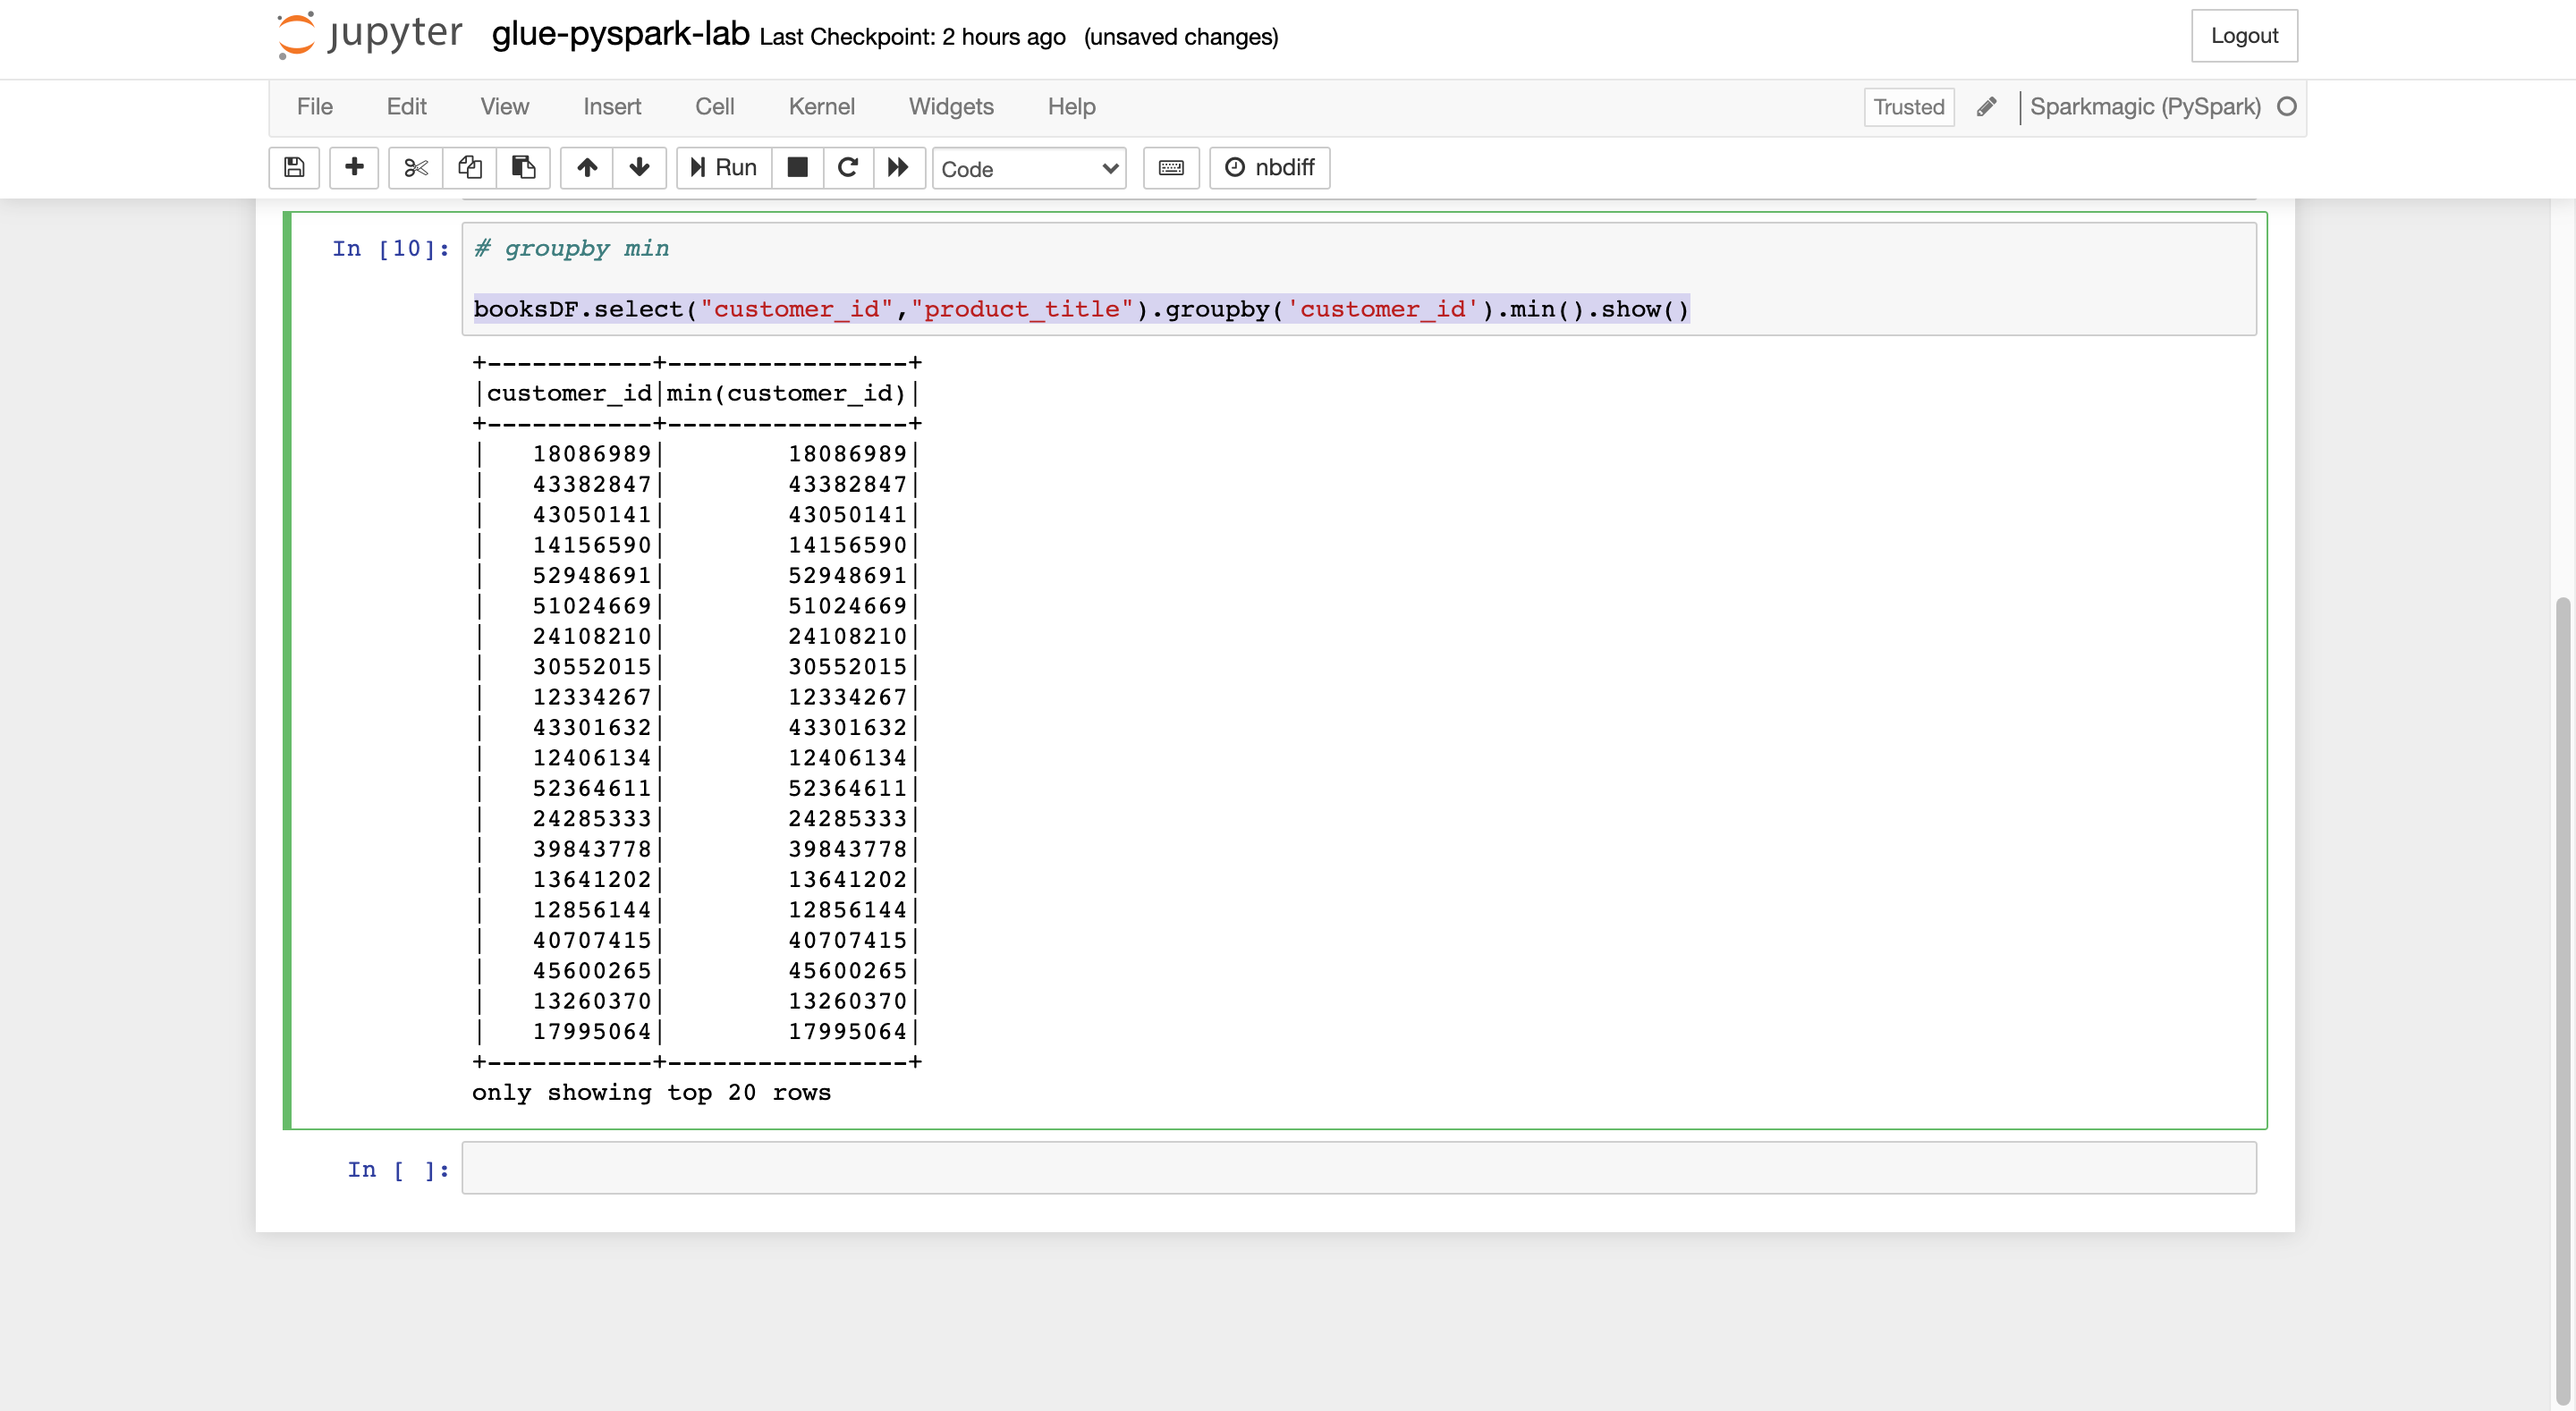 jupyter glue-pyspark-lab Last Checkpoint: 2 hours ago (unsaved changes) Logout
File Edit View Insert Cell Kernel Widgets Help Trusted Sparkmagic (PySpark)
Run Code nbdiff
In [10]: # groupby min
booksDF.select("customer_id","product_title").groupby('customer_id').min().show()
+-----------+----------------+
|customer_id|min(customer_id)|
+-----------+----------------+
|   18086989|        18086989|
|   43382847|        43382847|
|   43050141|        43050141|
|   14156590|        14156590|
|   52948691|        52948691|
|   51024669|        51024669|
|   24108210|        24108210|
|   30552015|        30552015|
|   12334267|        12334267|
|   43301632|        43301632|
|   12406134|        12406134|
|   52364611|        52364611|
|   24285333|        24285333|
|   39843778|        39843778|
|   13641202|        13641202|
|   12856144|        12856144|
|   40707415|        40707415|
|   45600265|        45600265|
|   13260370|        13260370|
|   17995064|        17995064|
+-----------+----------------+
only showing top 20 rows
In [ ]: